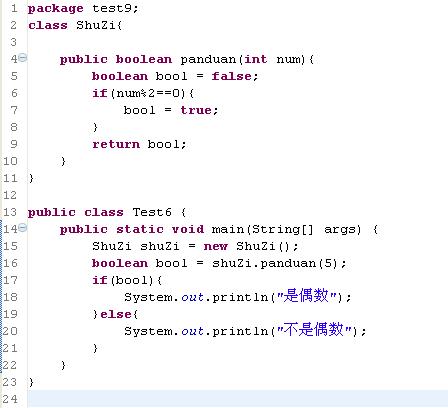 1 package test9;
2 class ShuZi{
3
4     public boolean panduan(int num){
5         boolean bool = false;
6         if(num%2==0){
7             bool = true;
8         }
9         return bool;
10     }
11 }
12
13 public class Test6 {
14     public static void main(String[] args) {
15         ShuZi shuZi = new ShuZi();
16         boolean bool = shuZi.panduan(5);
17         if(bool){
18             System.out.println("是偶数");
19         }else{
20             System.out.println("不是偶数");
21         }
22     }
23 }
24